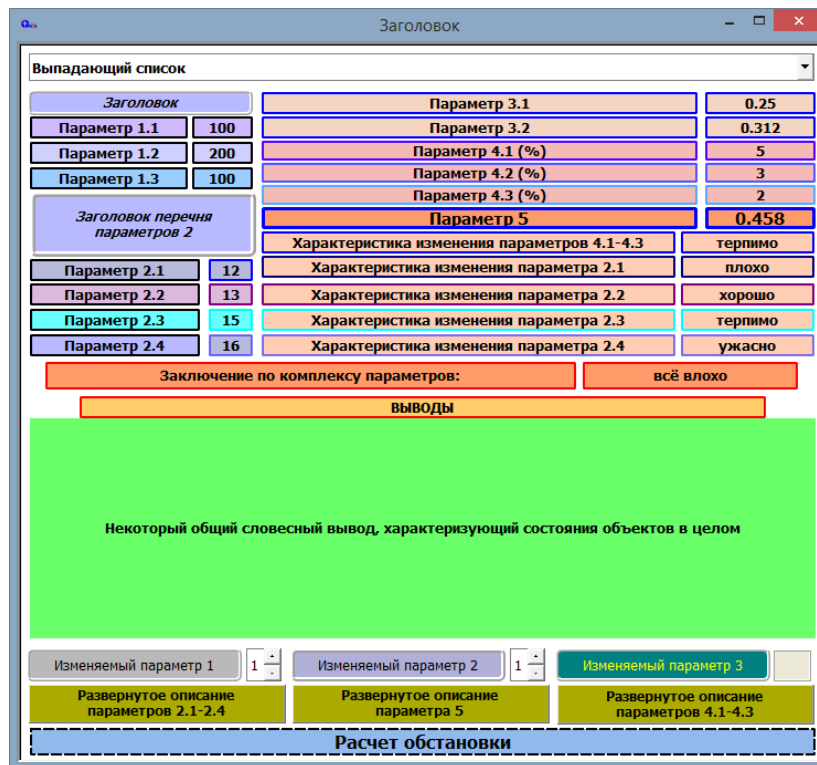 Заголовок
Выпадающий список
Заголовок
Параметр 3.1 0.25
Параметр 1.1 100
Параметр 3.2 0.312
Параметр 1.2 200
Параметр 4.1 (%) 5
Параметр 1.3 100
Параметр 4.2 (%) 3
Параметр 4.3 (%) 2
Заголовок перечня
параметров 2
Параметр 5 0.458
Характеристика изменения параметров 4.1-4.3 терпимо
Параметр 2.1 12
Характеристика изменения параметра 2.1 плохо
Параметр 2.2 13
Характеристика изменения параметра 2.2 хорошо
Параметр 2.3 15
Характеристика изменения параметра 2.3 терпимо
Параметр 2.4 16
Характеристика изменения параметра 2.4 ужасно
Заключение по комплексу параметров: всё влохо
ВЫВОДЫ
Некоторый общий словесный вывод, характеризующий состояния объектов в целом
Изменяемый параметр 1 1
Изменяемый параметр 2 1
Изменяемый параметр 3
Развернутое описание
параметров 2.1-2.4
Развернутое описание
параметра 5
Развернутое описание
параметров 4.1-4.3
Расчет обстановки